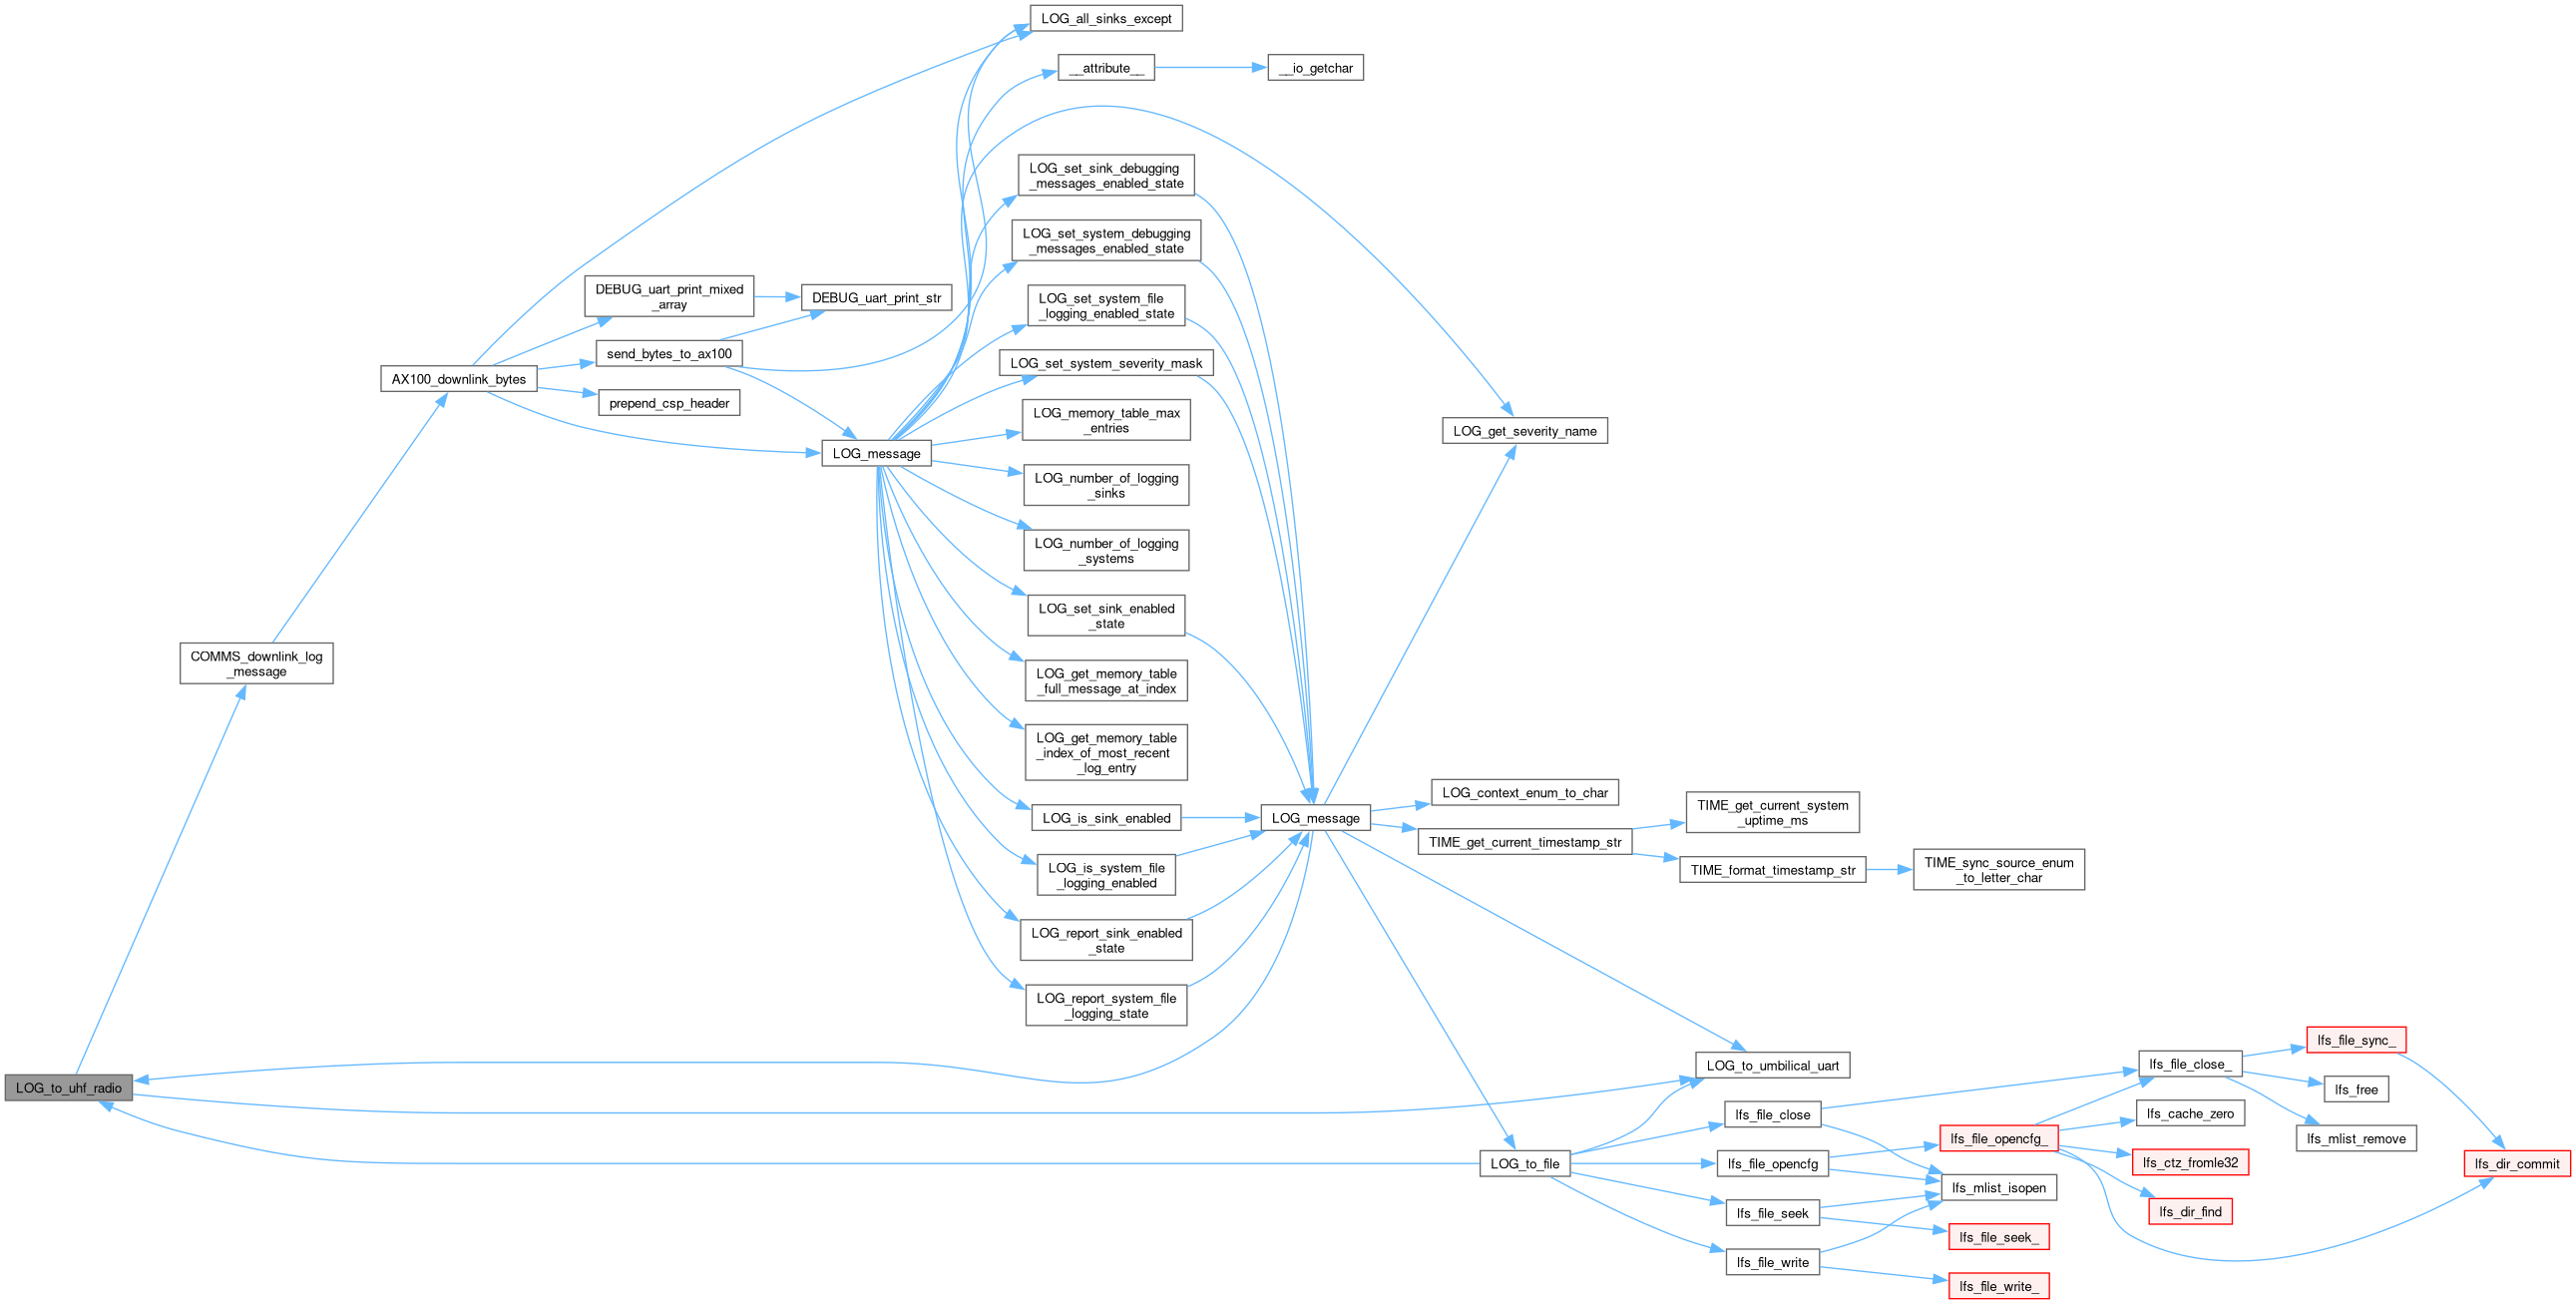 LOG_to_uhf_radio
COMMS_downlink_log
_message
AX100_downlink_bytes
LOG_all_sinks_except
DEBUG_uart_print_mixed
_array
DEBUG_uart_print_str
send_bytes_to_ax100
prepend_csp_header
LOG_message
__attribute__
__io_getchar
LOG_set_sink_debugging
_messages_enabled_state
LOG_set_system_debugging
_messages_enabled_state
LOG_set_system_file
_logging_enabled_state
LOG_set_system_severity_mask
LOG_memory_table_max
_entries
LOG_number_of_logging
_sinks
LOG_number_of_logging
_systems
LOG_set_sink_enabled
_state
LOG_get_memory_table
_full_message_at_index
LOG_get_memory_table
_index_of_most_recent
_log_entry
LOG_is_sink_enabled
LOG_is_system_file
_logging_enabled
LOG_report_sink_enabled
_state
LOG_report_system_file
_logging_state
LOG_message
LOG_get_severity_name
LOG_context_enum_to_char
TIME_get_current_timestamp_str
TIME_get_current_system
_uptime_ms
TIME_format_timestamp_str
TIME_sync_source_enum
_to_letter_char
LOG_to_umbilical_uart
LOG_to_file
lfs_file_close
lfs_file_opencfg
lfs_file_seek
lfs_file_write
lfs_file_opencfg_
lfs_mlist_isopen
lfs_file_seek_
lfs_file_write_
lfs_file_close_
lfs_cache_zero
lfs_ctz_fromle32
lfs_dir_find
lfs_file_sync_
lfs_free
lfs_mlist_remove
lfs_dir_commit